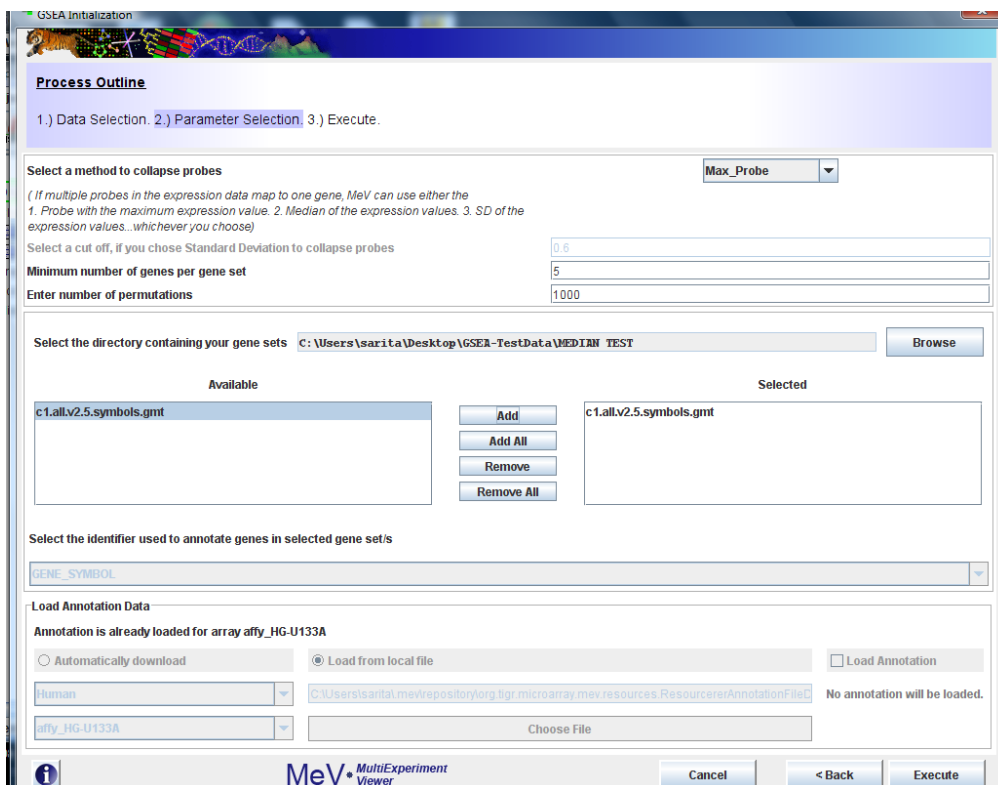 GSEA Initialization
Process Outline
1.) Data Selection. 2.) Parameter Selection. 3.) Execute.
Select a method to collapse probes
Max_Probe
( If multiple probes in the expression data map to one gene, MeV can use either the
1. Probe with the maximum expression value. 2. Median of the expression values. 3. SD of the
expression values...whichever you choose)
Select a cut off, if you chose Standard Deviation to collapse probes
0.6
Minimum number of genes per gene set
5
Enter number of permutations
1000
Select the directory containing your gene sets
C:\Users\sarita\Desktop\GSEA-TestData\MEDIAN TEST
Browse
Available
Selected
c1.all.v2.5.symbols.gmt
Add
c1.all.v2.5.symbols.gmt
Add All
Remove
Remove All
Select the identifier used to annotate genes in selected gene set/s
GENE_SYMBOL
Load Annotation Data
Annotation is already loaded for array affy_HG-U133A
Automatically download
Load from local file
Load Annotation
Human
C:\Users\sarita\.mev\repository\org.tigr.microarray.mev.resources.ResourcererAnnotationFileD
No annotation will be loaded.
affy_HG-U133A
Choose File
MeV MultiExperiment
Viewer
Cancel
< Back
Execute